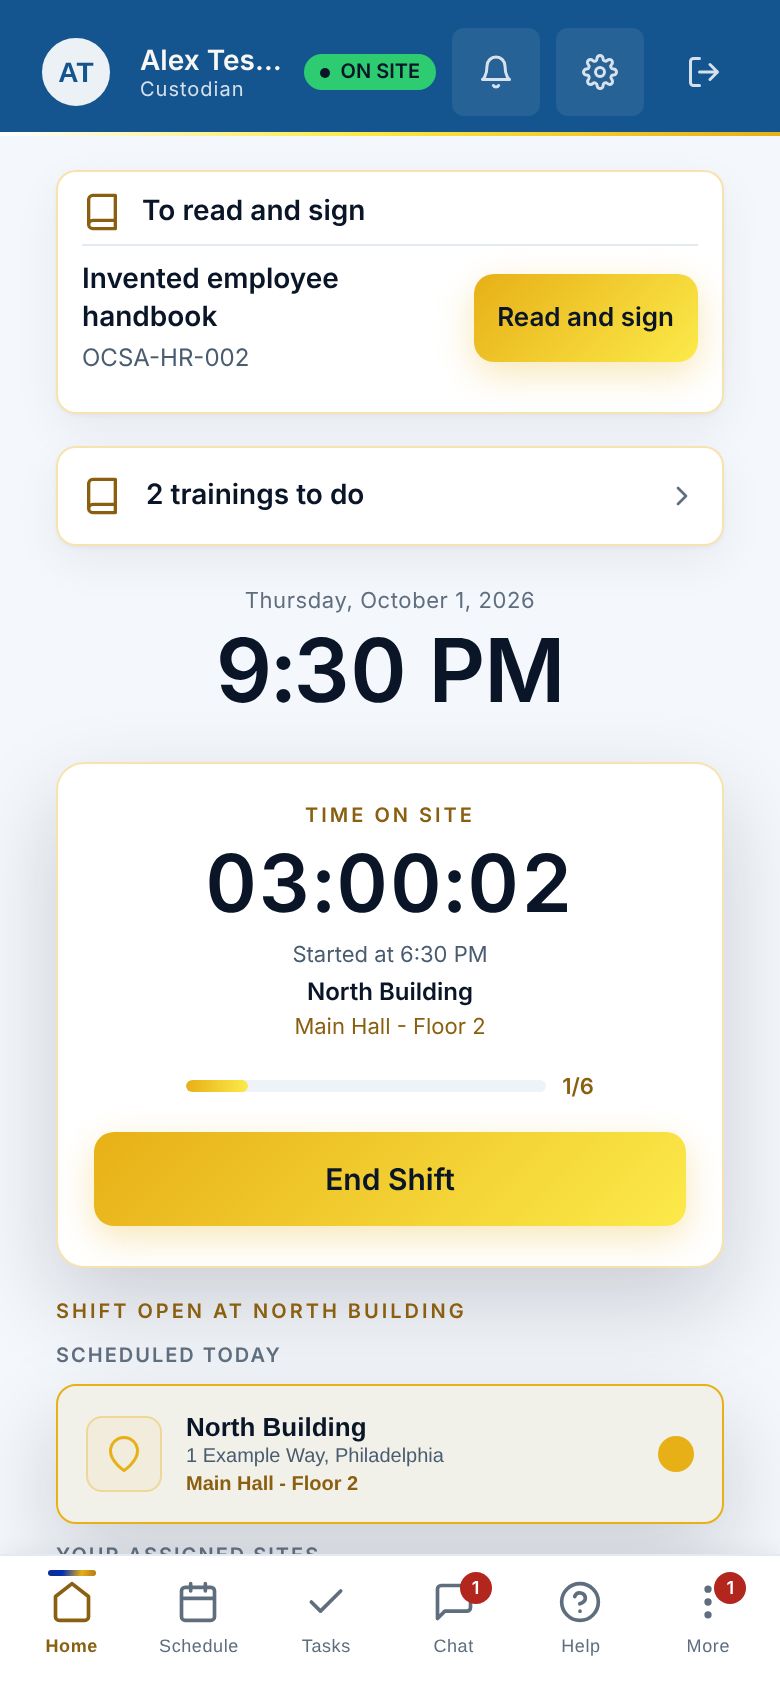 AT
Alex Tes...
Custodian
ON SITE
To read and sign
Invented employee
handbook
OCSA-HR-002
Read and sign
2 trainings to do
Thursday, October 1, 2026
9:30 PM
TIME ON SITE
03:00:02
Started at 6:30 PM
North Building
Main Hall - Floor 2
1/6
End Shift
SHIFT OPEN AT NORTH BUILDING
SCHEDULED TODAY
North Building
1 Example Way, Philadelphia
Main Hall - Floor 2
YOUR ASSIGNED SITES
1
1
Home
Schedule
Tasks
Chat
Help
More